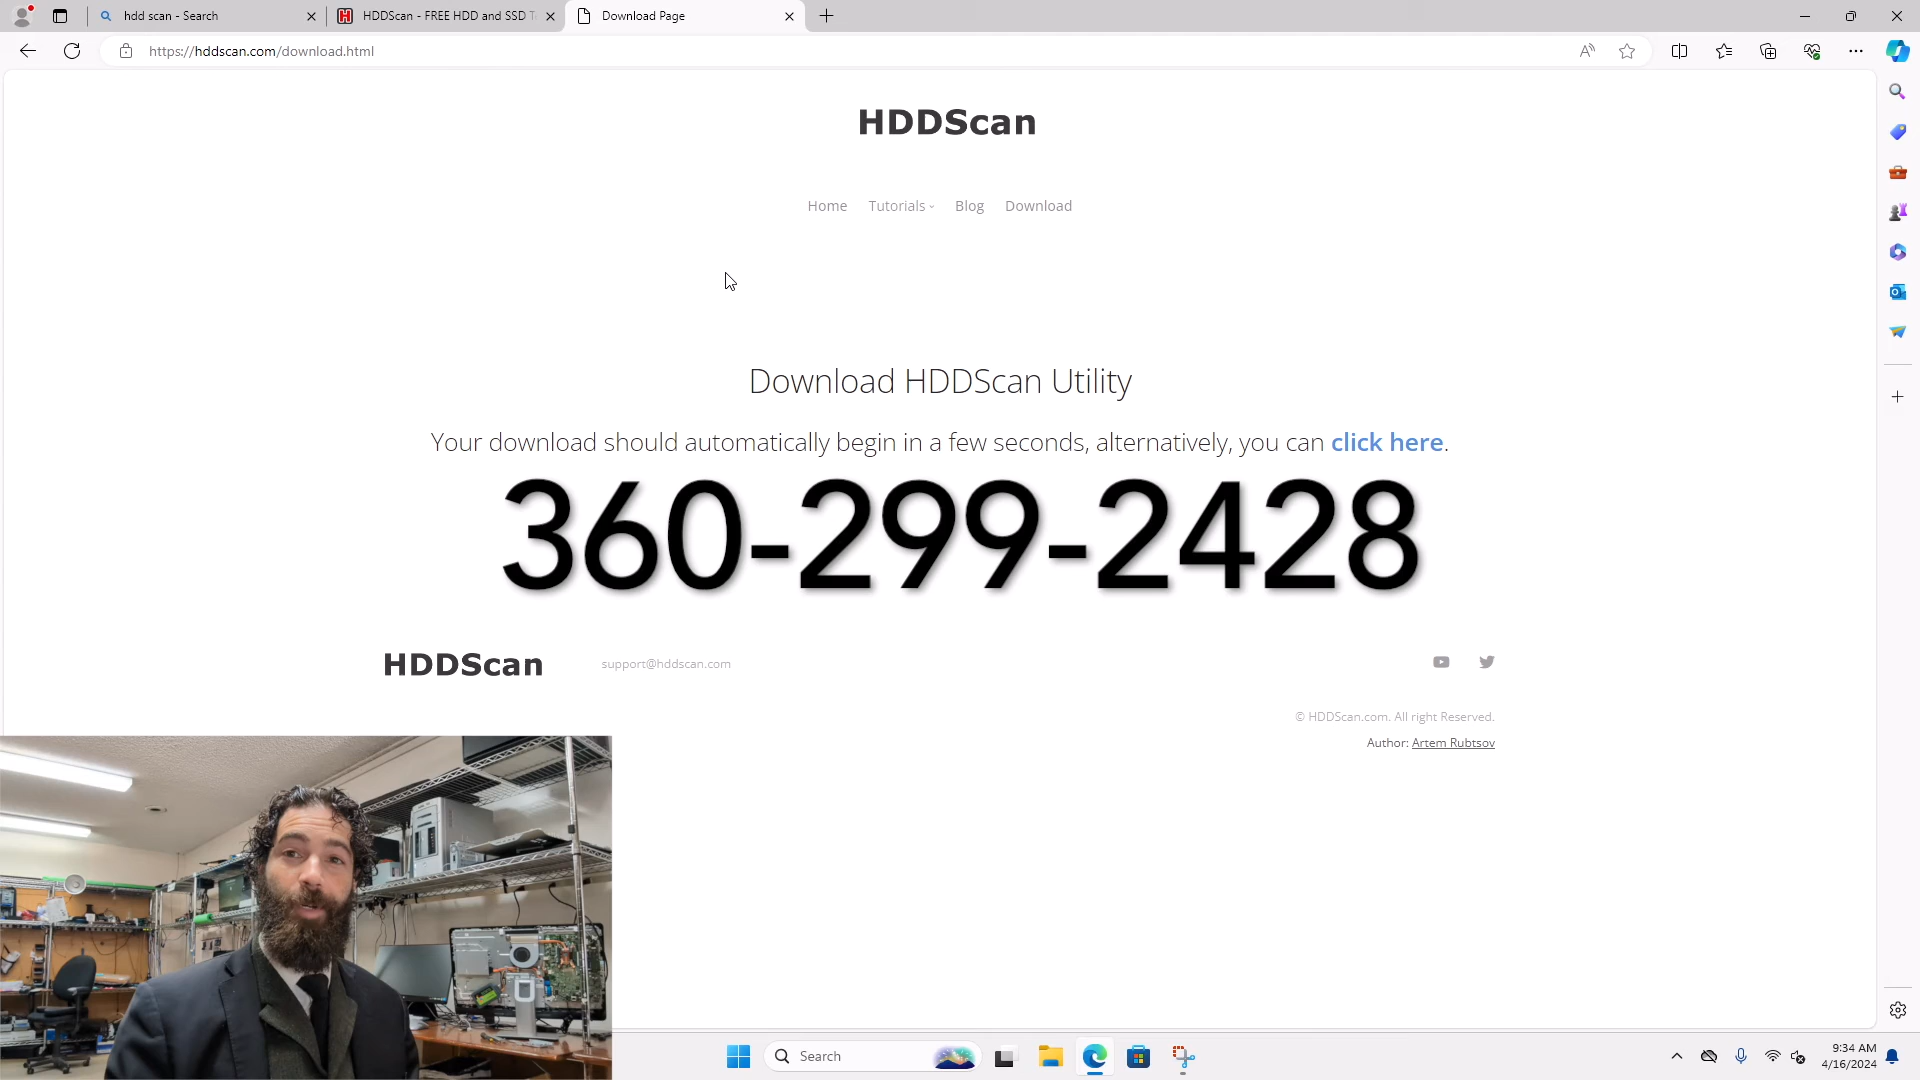 hdd scan - Search
HDDScan - FREE HDD and SSD T
Download Page
https://hddscan.com/download.html
HDDScan
Home Tutorials Blog Download
Download HDDScan Utility
Your download should automatically begin in a few seconds, alternatively, you can click here.
360-299-2428
HDDScan
support@hddscan.com
© HDDScan.com. All right Reserved.
Author: Artem Rubtsov
Search
9:34 AM
4/16/2024